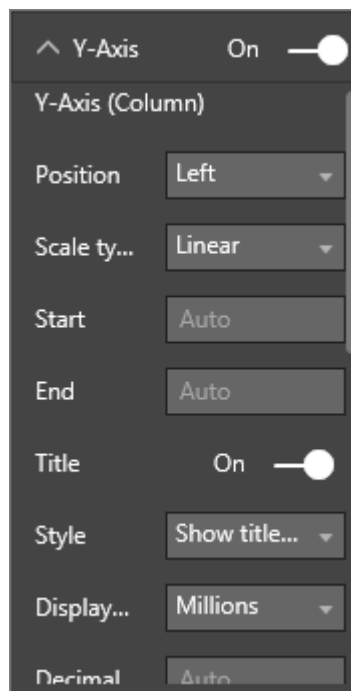 Y-Axis On
Y-Axis (Column)
Position Left
Scale ty... Linear
Start Auto
End Auto
Title On
Style Show title...
Display... Millions
Decimal Auto